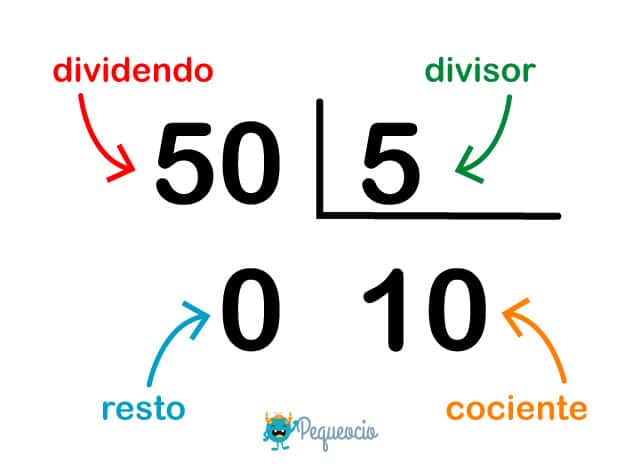 dividendo divisor
50 5
0 10
resto cociente
Pequeocio